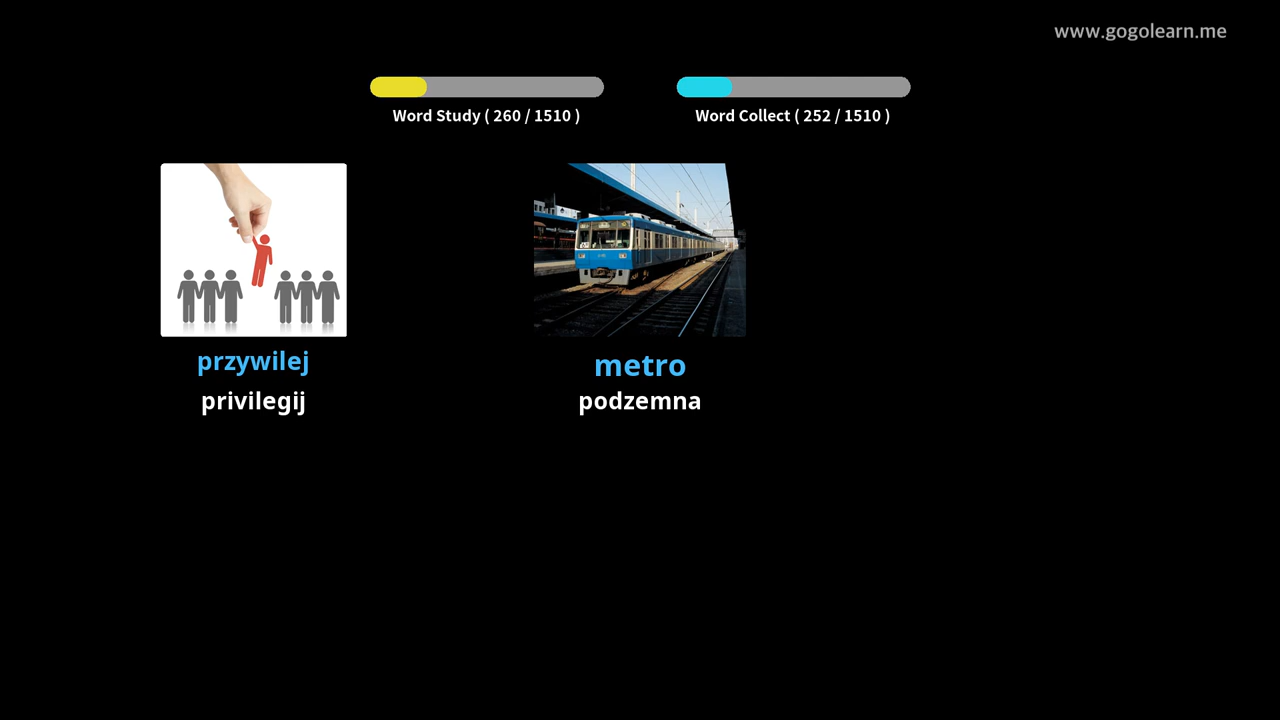 www.gogolearn.me
Word Study ( 260 / 1510 )
Word Collect ( 252 / 1510 )
przywilej
privilegij
metro
podzemna